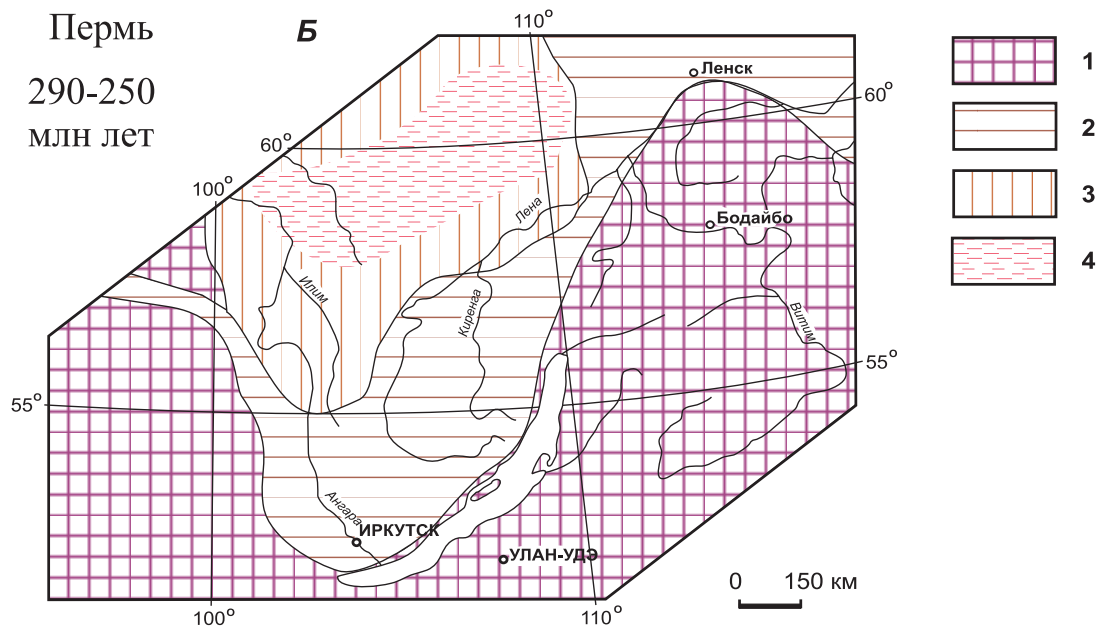 Пермь
290-250
млн лет
Б
110°
Ленск
60°
60°
100°
Лена
Бодайбо
Илим
Киренга
Витим
55°
55°
Ангара
ИРКУТСК
УЛАН-УДЭ
0 150 км
100°
110°
1
2
3
4